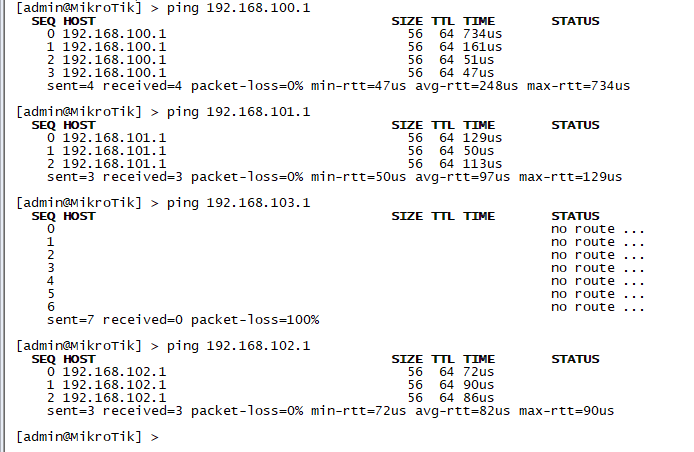 [admin@MikroTik] > ping 192.168.100.1
SEQ HOST SIZE TTL TIME STATUS
0 192.168.100.1 56 64 734us
1 192.168.100.1 56 64 161us
2 192.168.100.1 56 64 51us
3 192.168.100.1 56 64 47us
sent=4 received=4 packet-loss=0% min-rtt=47us avg-rtt=248us max-rtt=734us
[admin@MikroTik] > ping 192.168.101.1
SEQ HOST SIZE TTL TIME STATUS
0 192.168.101.1 56 64 129us
1 192.168.101.1 56 64 50us
2 192.168.101.1 56 64 113us
sent=3 received=3 packet-loss=0% min-rtt=50us avg-rtt=97us max-rtt=129us
[admin@MikroTik] > ping 192.168.103.1
SEQ HOST SIZE TTL TIME STATUS
0 no route ...
1 no route ...
2 no route ...
3 no route ...
4 no route ...
5 no route ...
6 no route ...
sent=7 received=0 packet-loss=100%
[admin@MikroTik] > ping 192.168.102.1
SEQ HOST SIZE TTL TIME STATUS
0 192.168.102.1 56 64 72us
1 192.168.102.1 56 64 90us
2 192.168.102.1 56 64 86us
sent=3 received=3 packet-loss=0% min-rtt=72us avg-rtt=82us max-rtt=90us
[admin@MikroTik] >